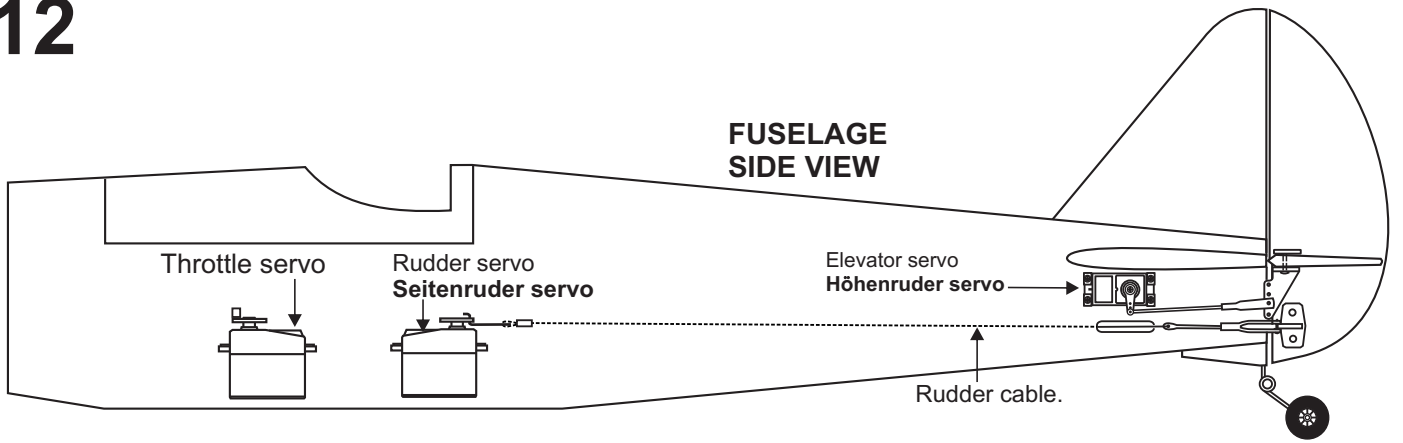 12
FUSELAGE
SIDE VIEW
Throttle servo
Rudder servo
Seitenruder servo
Elevator servo
Höhenruder servo
Rudder cable.